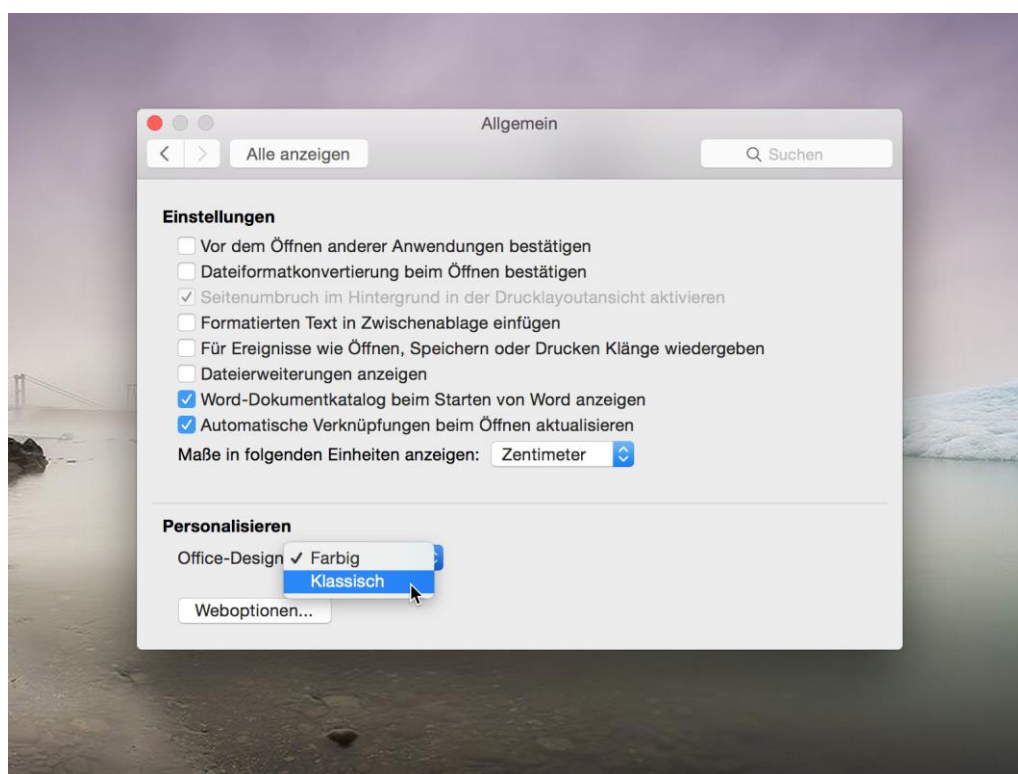 Allgemein
Alle anzeigen
Suchen
Einstellungen
Vor dem Öffnen anderer Anwendungen bestätigen
Dateiformatkonvertierung beim Öffnen bestätigen
Seitenumbruch im Hintergrund in der Drucklayoutansicht aktivieren
Formatierten Text in Zwischenablage einfügen
Für Ereignisse wie Öffnen, Speichern oder Drucken Klänge wiedergeben
Dateierweiterungen anzeigen
Word-Dokumentkatalog beim Starten von Word anzeigen
Automatische Verknüpfungen beim Öffnen aktualisieren
Maße in folgenden Einheiten anzeigen: Zentimeter
Personalisieren
Office-Design Farbig
Klassisch
Weboptionen...